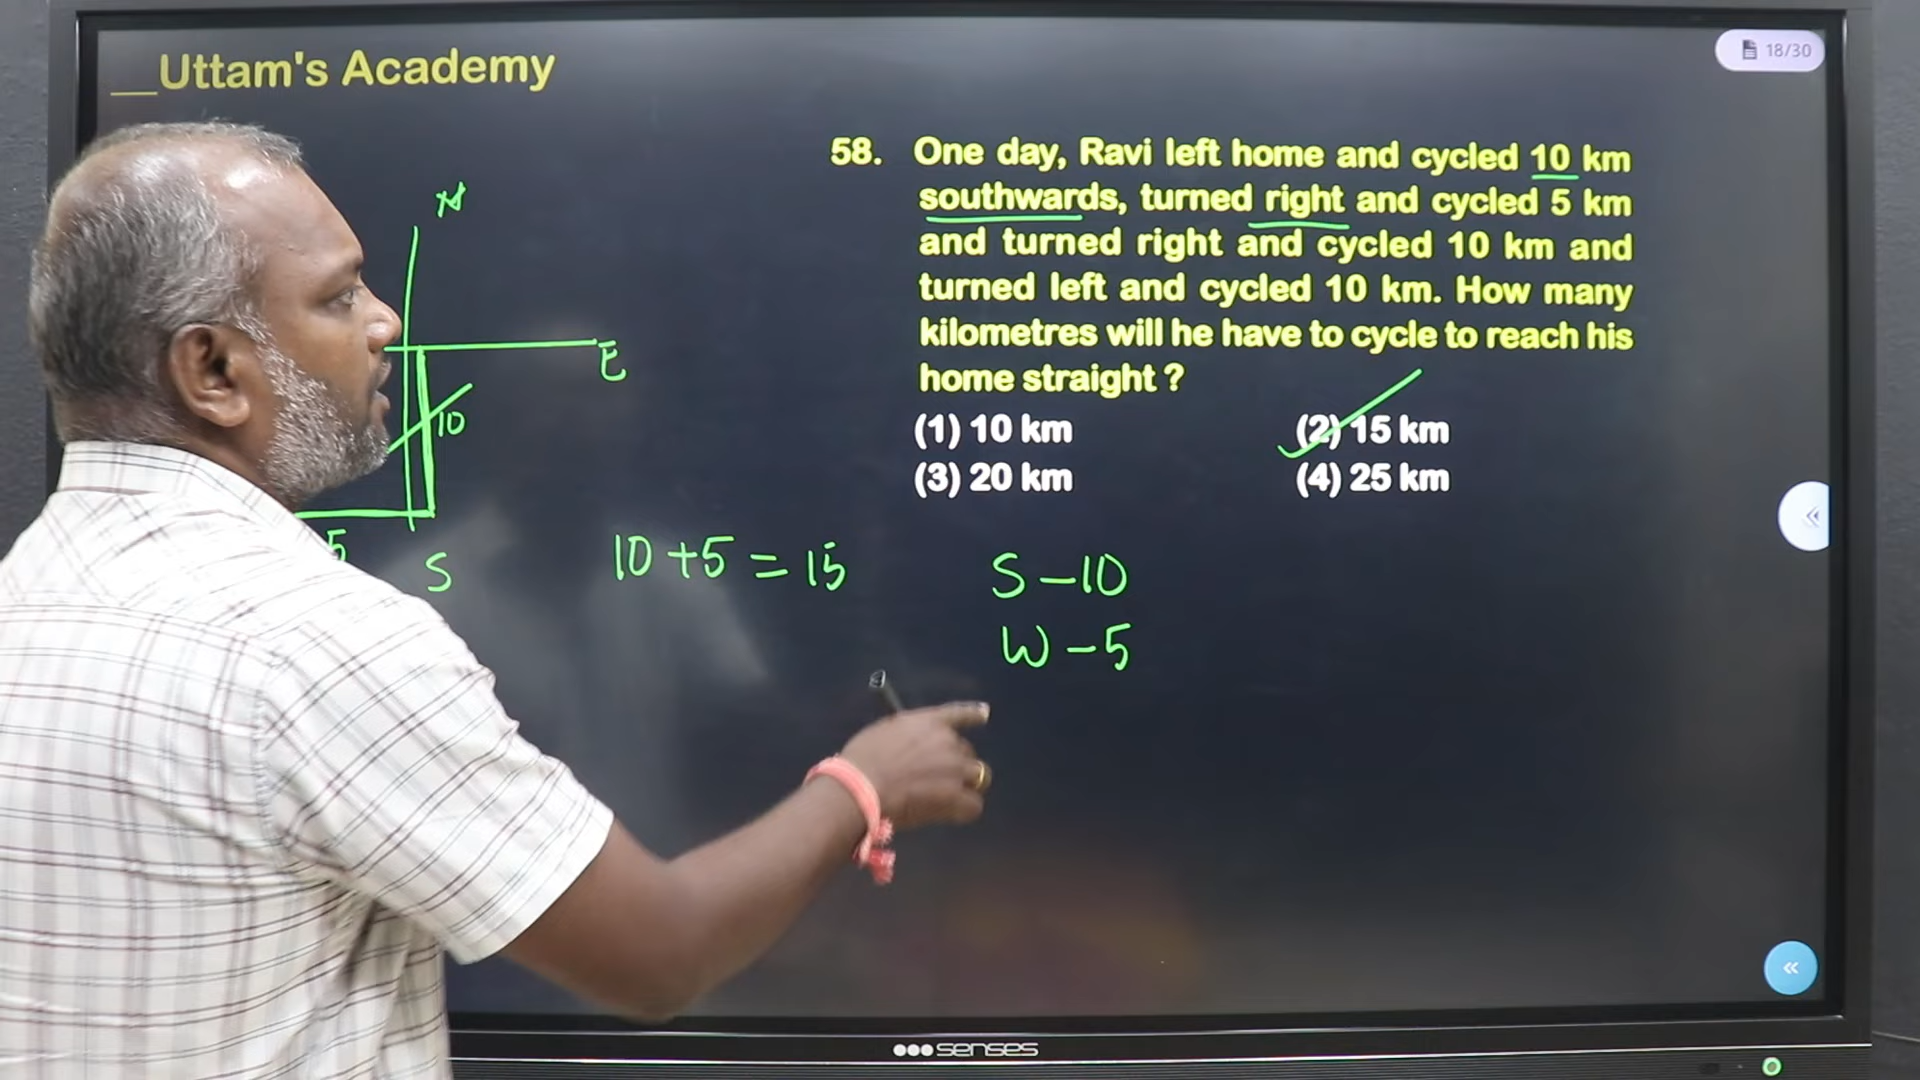 __Uttam's Academy
18/30
58. One day, Ravi left home and cycled 10 km
southwards, turned right and cycled 5 km
and turned right and cycled 10 km and
turned left and cycled 10 km. How many
kilometres will he have to cycle to reach his
home straight ?
(1) 10 km (2) 15 km
(3) 20 km (4) 25 km
N
E
10
5
S
10 + 5 = 15
S - 10
W - 5
senses